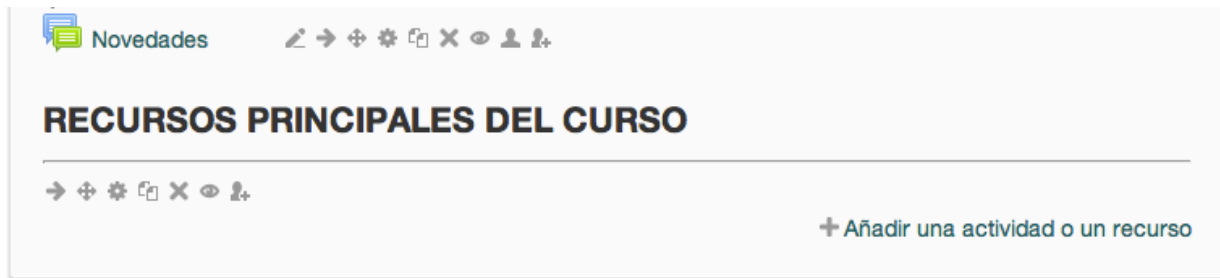 Novedades
RECURSOS PRINCIPALES DEL CURSO
Añadir una actividad o un recurso